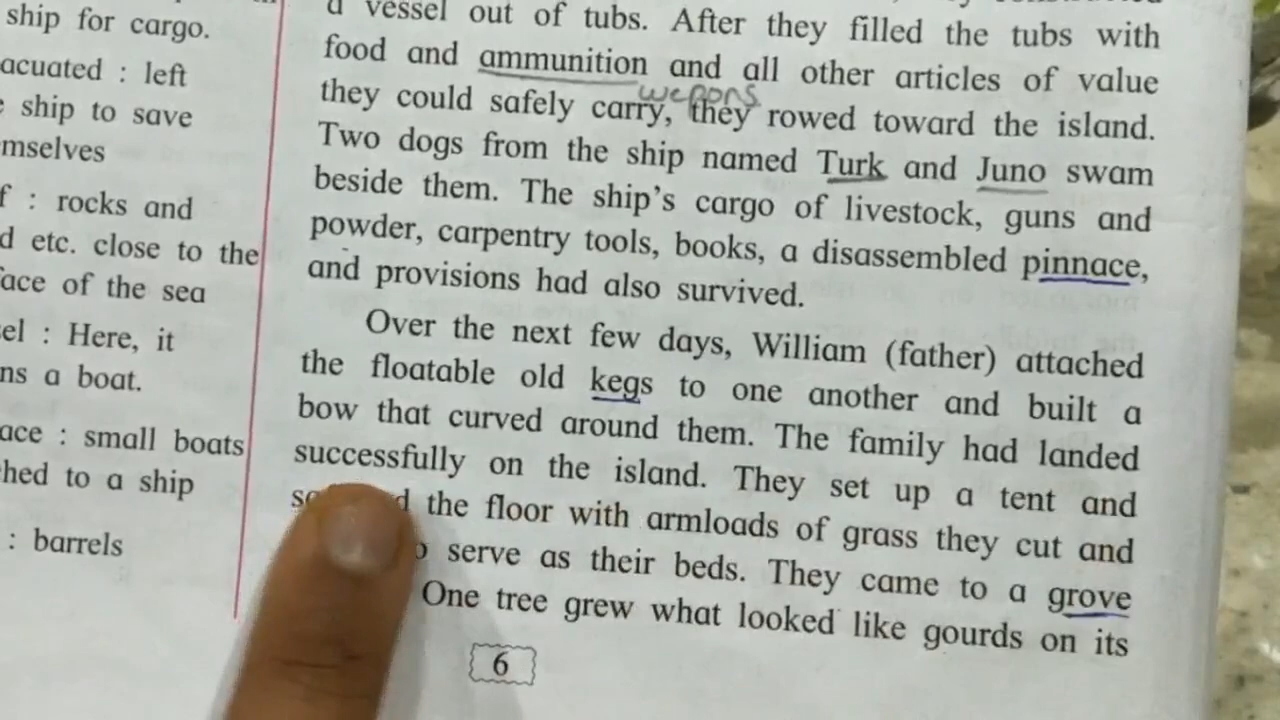 ship for cargo.
acuated : left
ship to save
mselves
f : rocks and
d etc. close to the
face of the sea
sel : Here, it
ns a boat.
ace : small boats
hed to a ship
: barrels
a vessel out of tubs. After they filled the tubs with
food and ammunition and all other articles of value
wepons
they could safely carry, they rowed toward the island.
Two dogs from the ship named Turk and Juno swam
beside them. The ship's cargo of livestock, guns and
powder, carpentry tools, books, a disassembled pinnace,
and provisions had also survived.
Over the next few days, William (father) attached
the floatable old kegs to one another and built a
bow that curved around them. The family had landed
successfully on the island. They set up a tent and
the floor with armloads of grass they cut and
serve as their beds. They came to a grove
One tree grew what looked like gourds on its
6